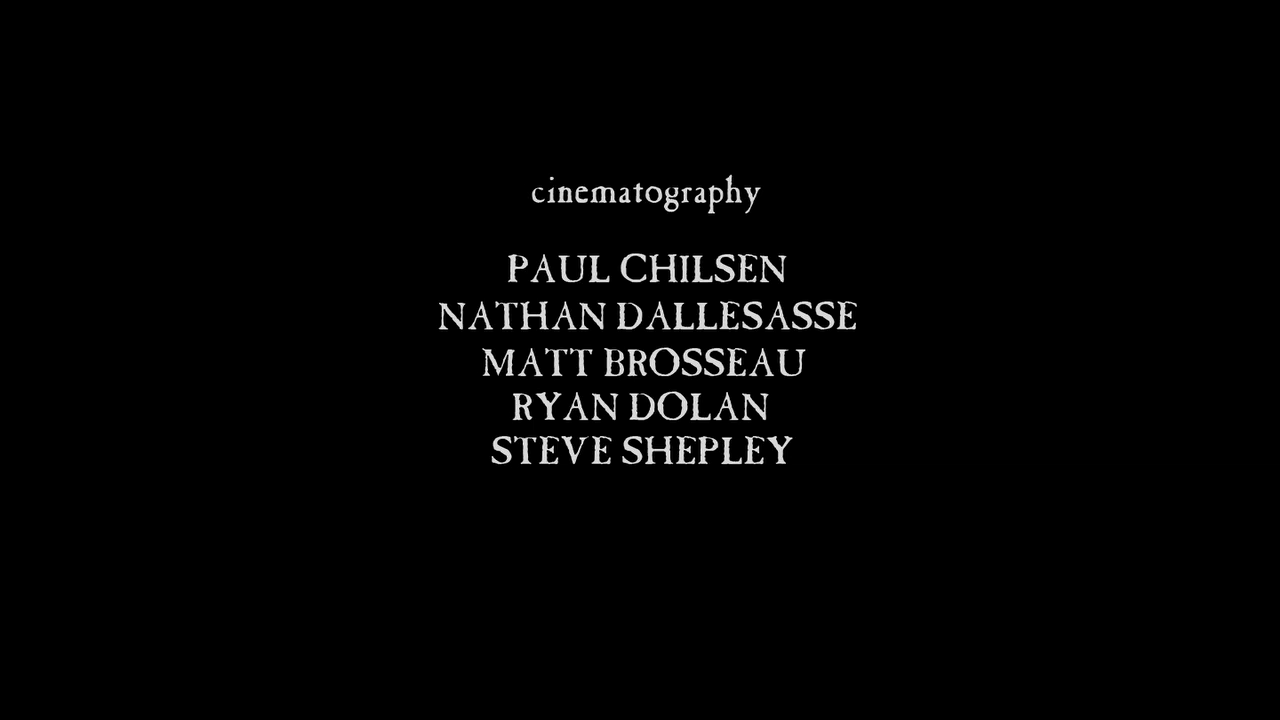 cinematography
PAUL CHILSEN
NATHAN DALLESASSE
MATT BROSSEAU
RYAN DOLAN
STEVE SHEPLEY